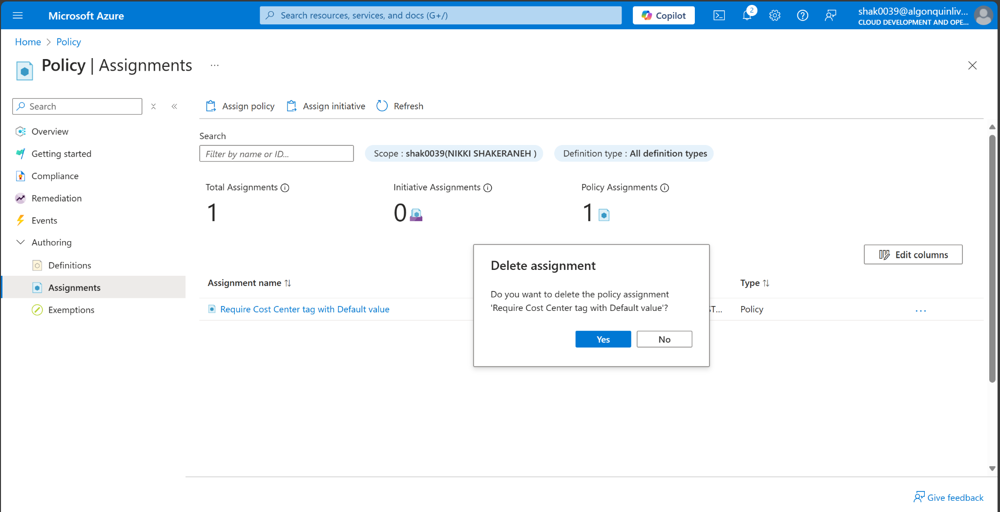 Microsoft Azure
Search resources, services, and docs (G+/)
Copilot
2
shak0039@algonquinliv...
CLOUD DEVELOPMENT AND OPE...
Home > Policy
Policy | Assignments ...
Search
Assign policy
Assign initiative
Refresh
Overview
Getting started
Compliance
Remediation
Events
Authoring
Definitions
Assignments
Exemptions
Search
Filter by name or ID...
Scope : shak0039(NIKKI SHAKERANEH )
Definition type : All definition types
Total Assignments
1
Initiative Assignments
0
Policy Assignments
1
Edit columns
Assignment name
Type
Require Cost Center tag with Default value
Policy
...
Delete assignment
Do you want to delete the policy assignment
'Require Cost Center tag with Default value'?
Yes
No
Give feedback